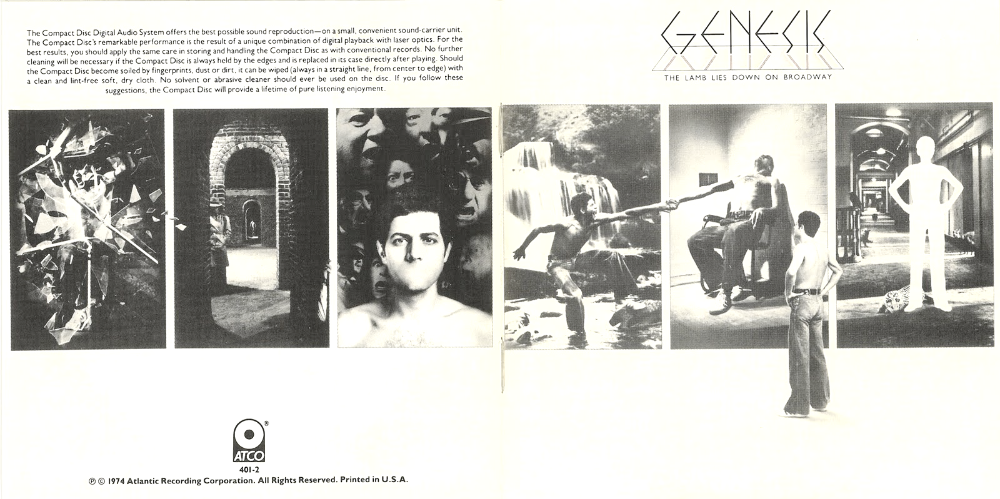 The Compact Disc Digital Audio System offers the best possible sound reproduction—on a small, convenient sound-carrier unit.
The Compact Disc's remarkable performance is the result of a unique combination of digital playback with laser optics. For the
best results, you should apply the same care in storing and handling the Compact Disc as with conventional records. No further
cleaning will be necessary if the Compact Disc is always held by the edges and is replaced in its case directly after playing. Should
the Compact Disc become soiled by fingerprints, dust or dirt, it can be wiped (always in a straight line, from center to edge) with
a clean and lint-free soft, dry cloth. No solvent or abrasive cleaner should ever be used on the disc. If you follow these
suggestions, the Compact Disc will provide a lifetime of pure listening enjoyment.
ATCO®
401-2
℗ © 1974 Atlantic Recording Corporation. All Rights Reserved. Printed in U.S.A.
GENESIS
THE LAMB LIES DOWN ON BROADWAY